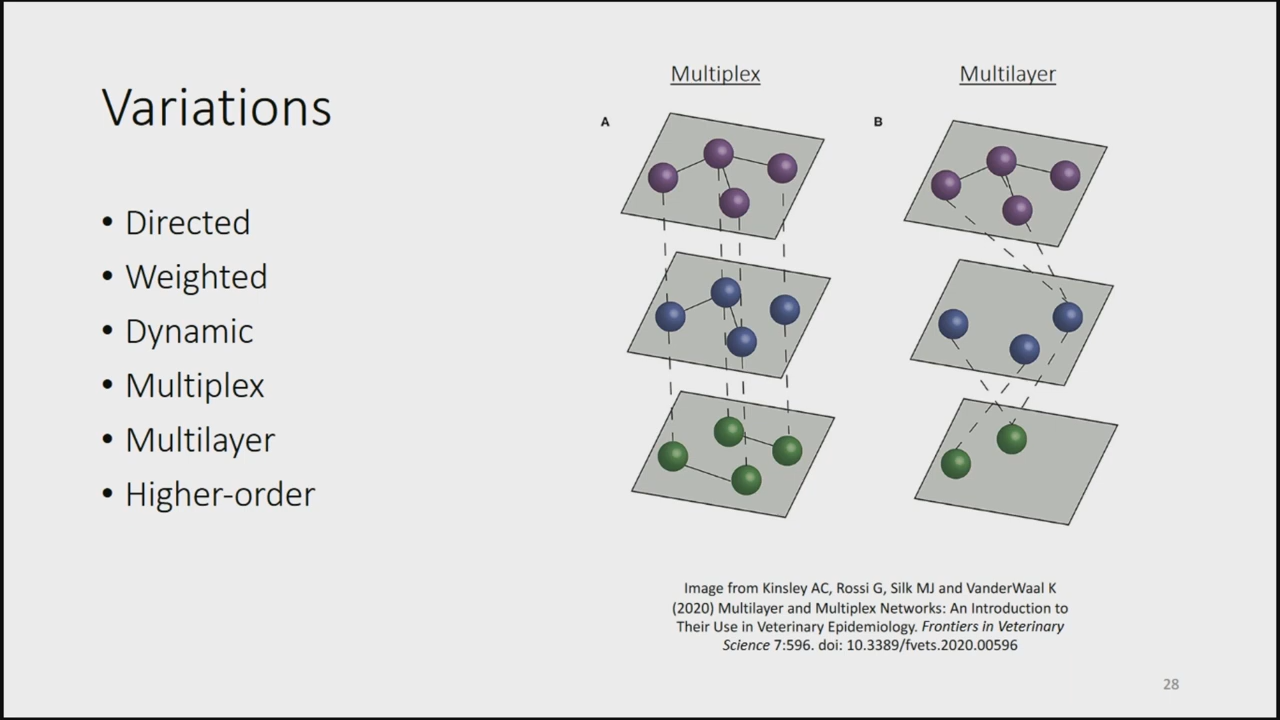 Variations
• Directed
• Weighted
• Dynamic
• Multiplex
• Multilayer
• Higher-order
Multiplex
Multilayer
A
B
Image from Kinsley AC, Rossi G, Silk MJ and VanderWaal K
(2020) Multilayer and Multiplex Networks: An Introduction to
Their Use in Veterinary Epidemiology. Frontiers in Veterinary
Science 7:596. doi: 10.3389/fvets.2020.00596
28